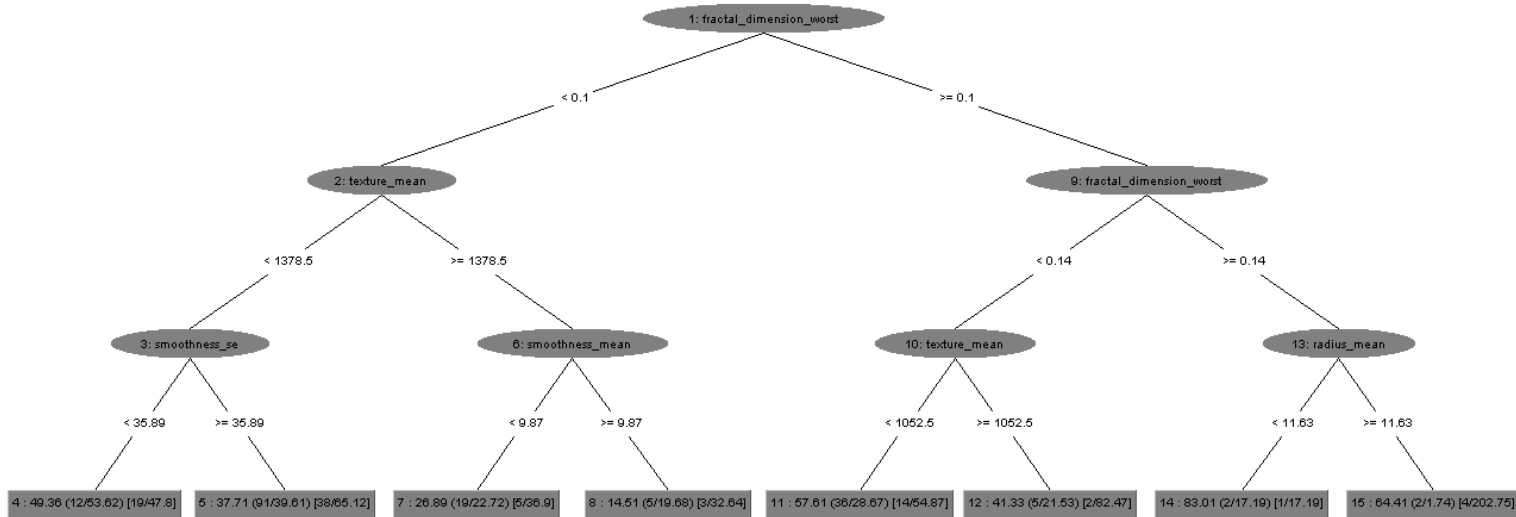 1: fractal_dimension_worst
< 0.1
>= 0.1
2: texture_mean
9: fractal_dimension_worst
< 1378.5
>= 1378.5
< 0.14
>= 0.14
3: smoothness_se
6: smoothness_mean
10: texture_mean
13: radius_mean
< 35.89
>= 35.89
< 9.87
>= 9.87
< 1052.5
>= 1052.5
< 11.63
>= 11.63
4 : 49.36 (12/53.62) [19/47.8]
5 : 37.71 (91/39.61) [38/65.12]
7 : 26.89 (19/22.72) [5/36.9]
8 : 14.51 (5/19.68) [3/32.64]
11 : 57.61 (36/28.67) [14/54.87]
12 : 41.33 (5/21.53) [2/82.47]
14 : 83.01 (2/17.19) [1/17.19]
15 : 64.41 (2/1.74) [4/202.75]